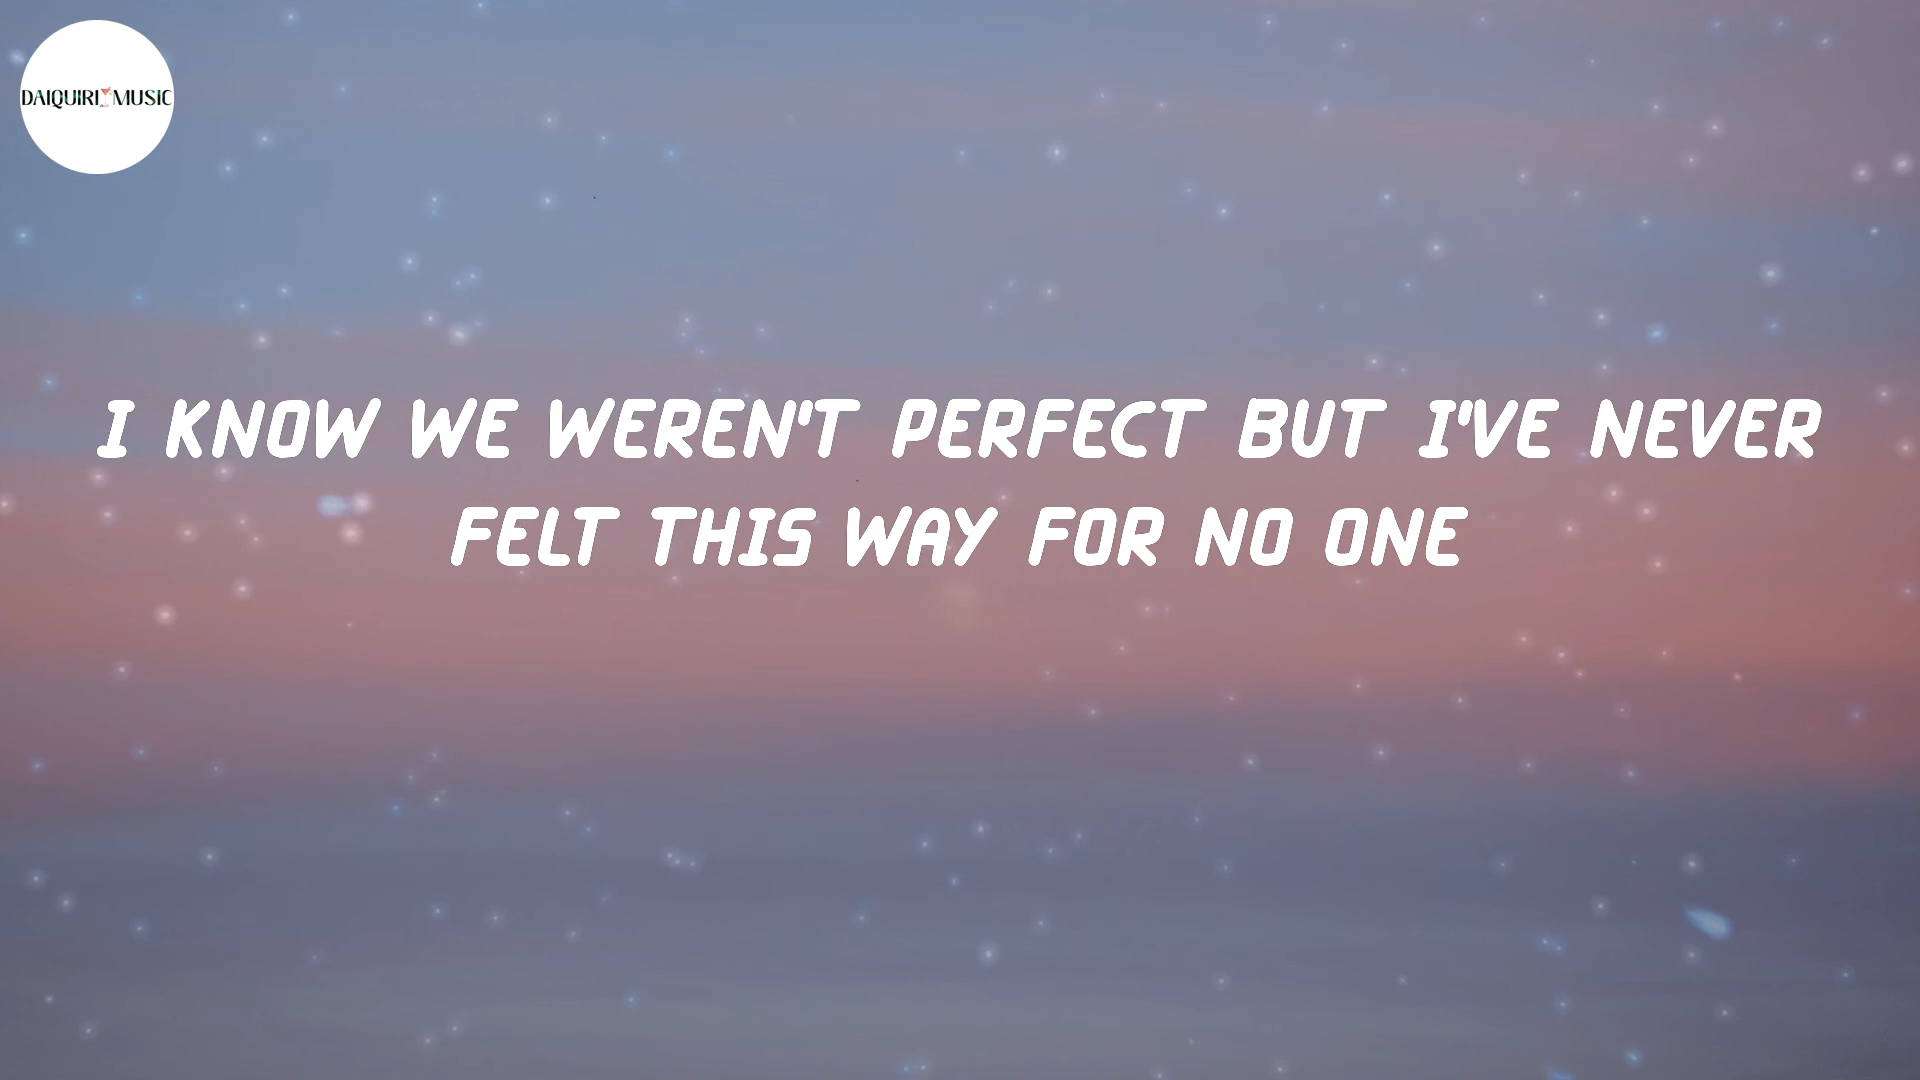 DAIQUIRI MUSIC
I KNOW WE WEREN'T PERFECT BUT I'VE NEVER
FELT THIS WAY FOR NO ONE